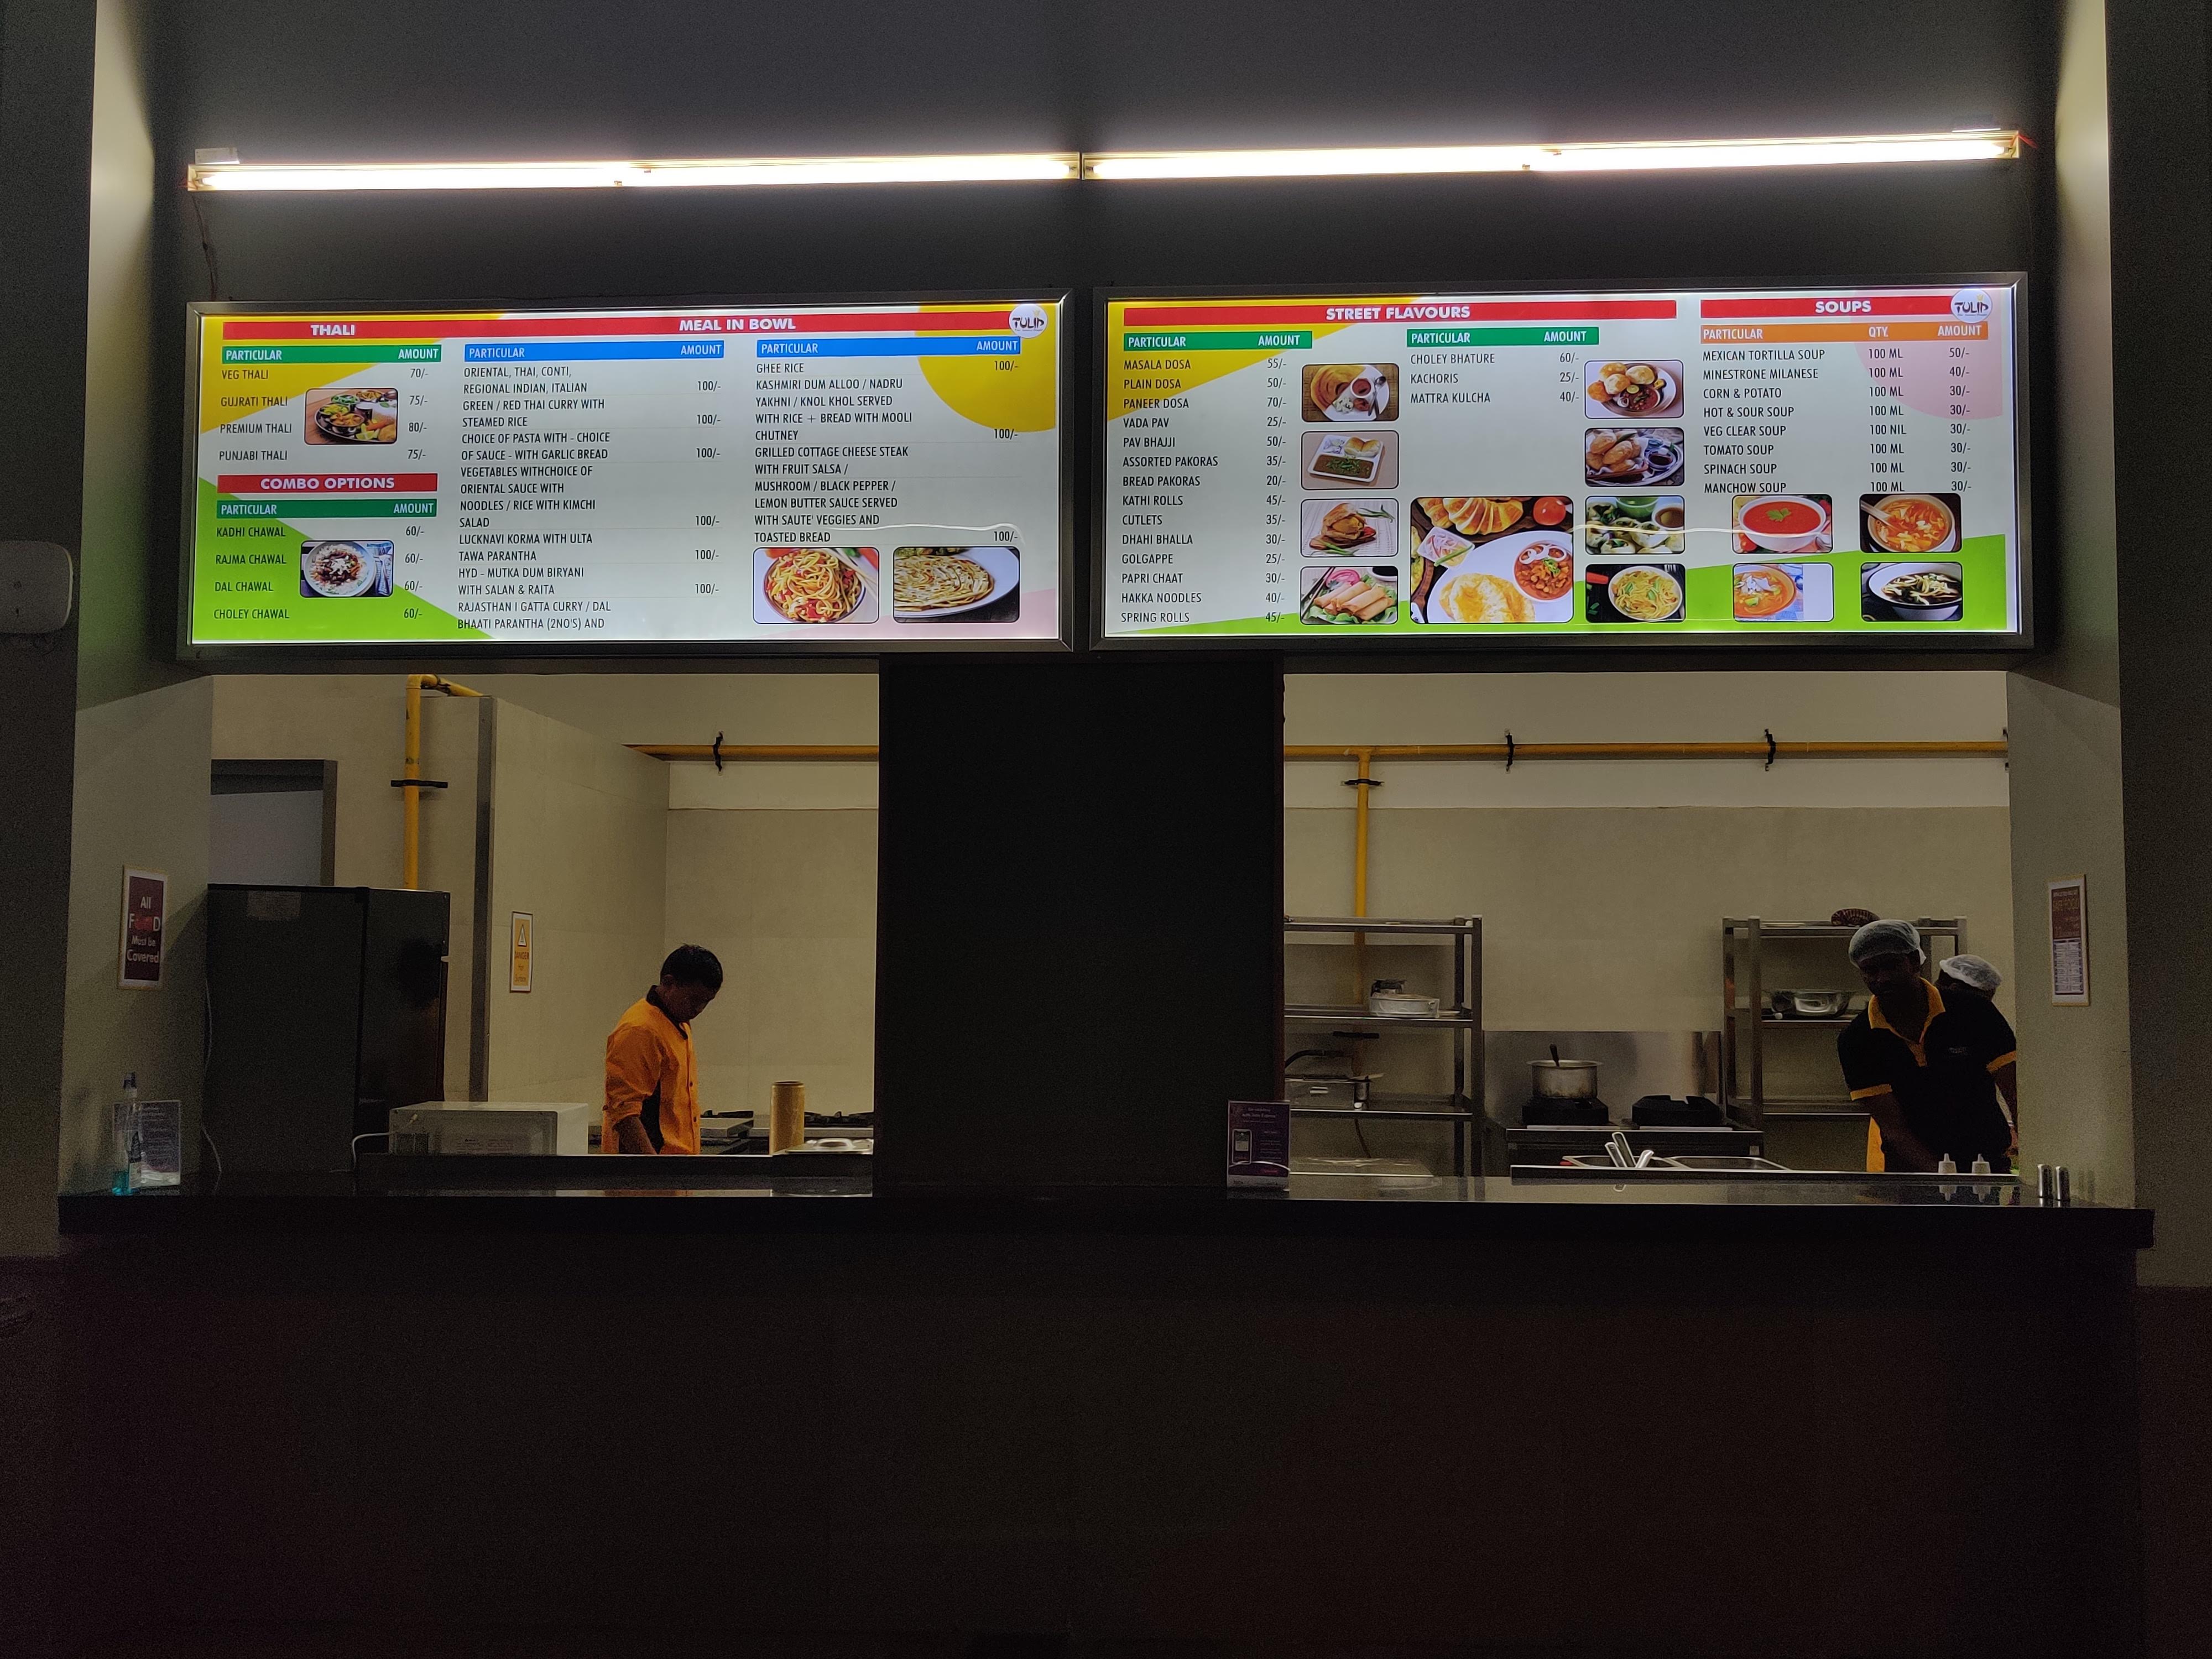 THALI
MEAL IN BOWL
TULIP
PARTICULAR AMOUNT
VEG THALI 70/-
GUJRATI THALI 75/-
PREMIUM THALI 80/-
PUNJABI THALI 75/-
COMBO OPTIONS
PARTICULAR AMOUNT
KADHI CHAWAL 60/-
RAJMA CHAWAL 60/-
DAL CHAWAL 60/-
CHOLEY CHAWAL 60/-
PARTICULAR AMOUNT
ORIENTAL, THAI, CONTI,
REGIONAL INDIAN, ITALIAN 100/-
GREEN / RED THAI CURRY WITH
STEAMED RICE 100/-
CHOICE OF PASTA WITH - CHOICE
OF SAUCE - WITH GARLIC BREAD 100/-
VEGETABLES WITHCHOICE OF
ORIENTAL SAUCE WITH
NOODLES / RICE WITH KIMCHI
SALAD 100/-
LUCKNAVI KORMA WITH ULTA
TAWA PARANTHA 100/-
HYD - MUTKA DUM BIRYANI
WITH SALAN & RAITA 100/-
RAJASTHAN I GATTA CURRY / DAL
BHAATI PARANTHA (2NO'S) AND
PARTICULAR AMOUNT
GHEE RICE 100/-
KASHMIRI DUM ALLOO / NADRU
YAKHNI / KNOL KHOL SERVED
WITH RICE + BREAD WITH MOOLI
CHUTNEY 100/-
GRILLED COTTAGE CHEESE STEAK
WITH FRUIT SALSA /
MUSHROOM / BLACK PEPPER /
LEMON BUTTER SAUCE SERVED
WITH SAUTE' VEGGIES AND
TOASTED BREAD 100/-
STREET FLAVOURS
PARTICULAR AMOUNT
MASALA DOSA 55/-
PLAIN DOSA 50/-
PANEER DOSA 70/-
VADA PAV 25/-
PAV BHAJJI 50/-
ASSORTED PAKORAS 35/-
BREAD PAKORAS 20/-
KATHI ROLLS 45/-
CUTLETS 35/-
DHAHI BHALLA 30/-
GOLGAPPE 25/-
PAPRI CHAAT 30/-
HAKKA NOODLES 40/-
SPRING ROLLS 45/-
PARTICULAR AMOUNT
CHOLEY BHATURE 60/-
KACHORIS 25/-
MATTRA KULCHA 40/-
SOUPS
TULIP
PARTICULAR QTY. AMOUNT
MEXICAN TORTILLA SOUP 100 ML 50/-
MINESTRONE MILANESE 100 ML 40/-
CORN & POTATO 100 ML 30/-
HOT & SOUR SOUP 100 ML 30/-
VEG CLEAR SOUP 100 NIL 30/-
TOMATO SOUP 100 ML 30/-
SPINACH SOUP 100 ML 30/-
MANCHOW SOUP 100 ML 30/-
All
FOOD
Must be
Covered
DANGER